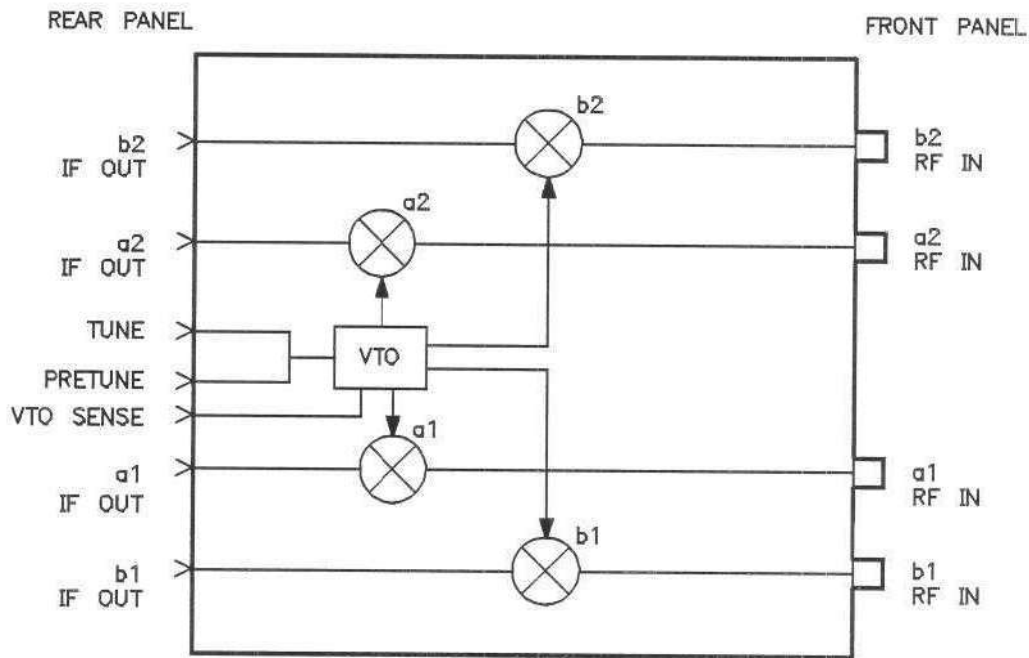 REAR PANEL
FRONT PANEL
b2
b2
IF OUT
b2
RF IN
a2
a2
IF OUT
a2
RF IN
TUNE
VTO
PRETUNE
VTO SENSE
a1
a1
IF OUT
a1
RF IN
b1
b1
IF OUT
b1
RF IN